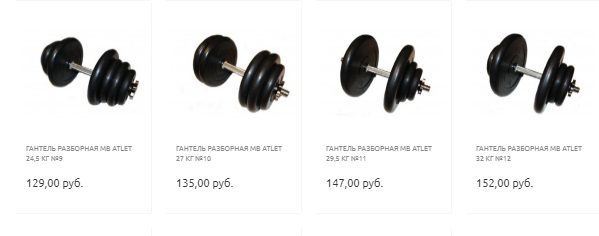 ГАНТЕЛЬ РАЗБОРНАЯ MB ATLET
24,5 КГ №9
129,00 руб.
ГАНТЕЛЬ РАЗБОРНАЯ MB ATLET
27 КГ №10
135,00 руб.
ГАНТЕЛЬ РАЗБОРНАЯ MB ATLET
29,5 КГ №11
147,00 руб.
ГАНТЕЛЬ РАЗБОРНАЯ MB ATLET
32 КГ №12
152,00 руб.